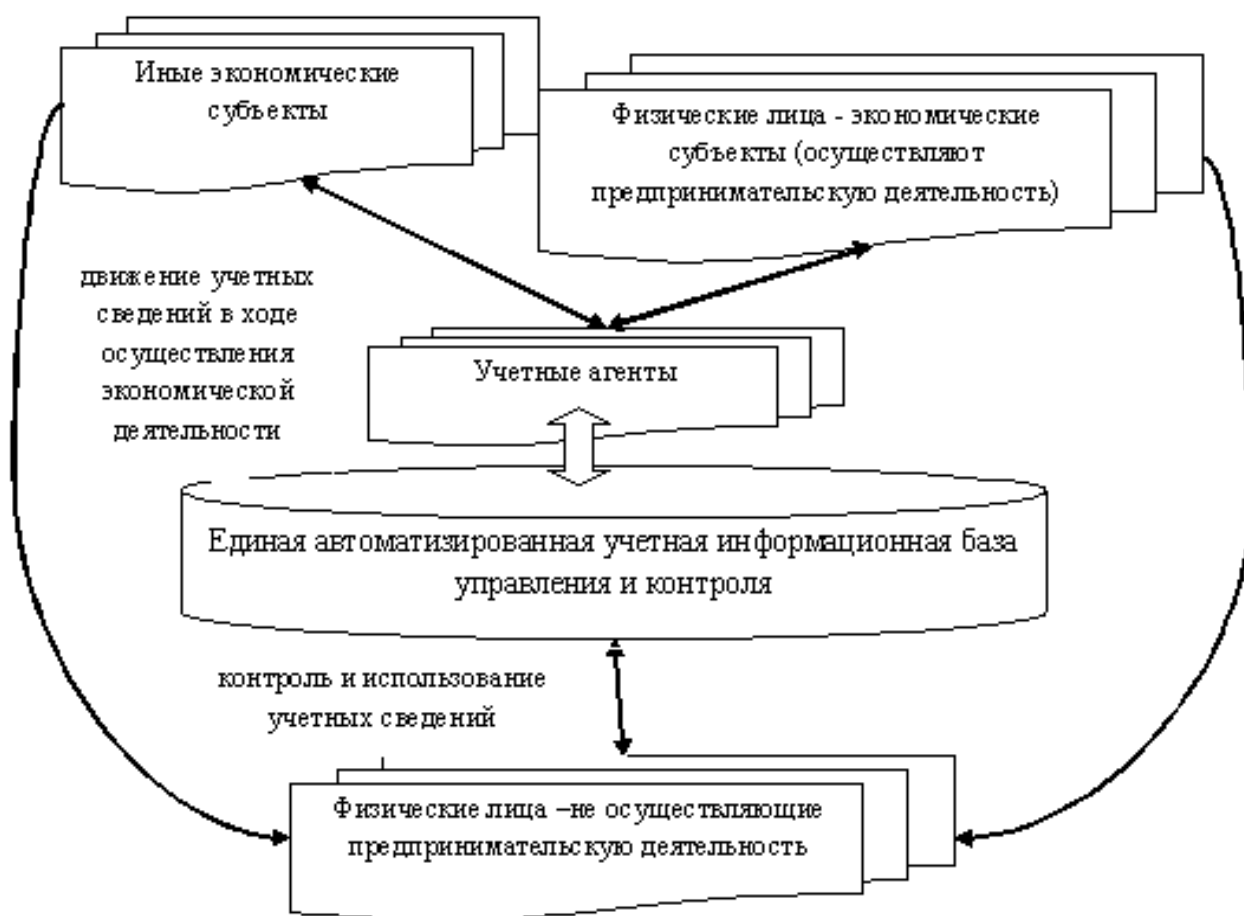 Иные экономические
субъекты
Физические лица - экономические
субъекты (осуществляют
предпринимательскую деятельность)
движение учетных
сведений в ходе
осуществления
экономической
деятельности
Учетные агенты
Единая автоматизированная учетная информационная база
управления и контроля
контроль и использование
учетных сведений
Физические лица –не осуществляющие
предпринимательскую деятельность